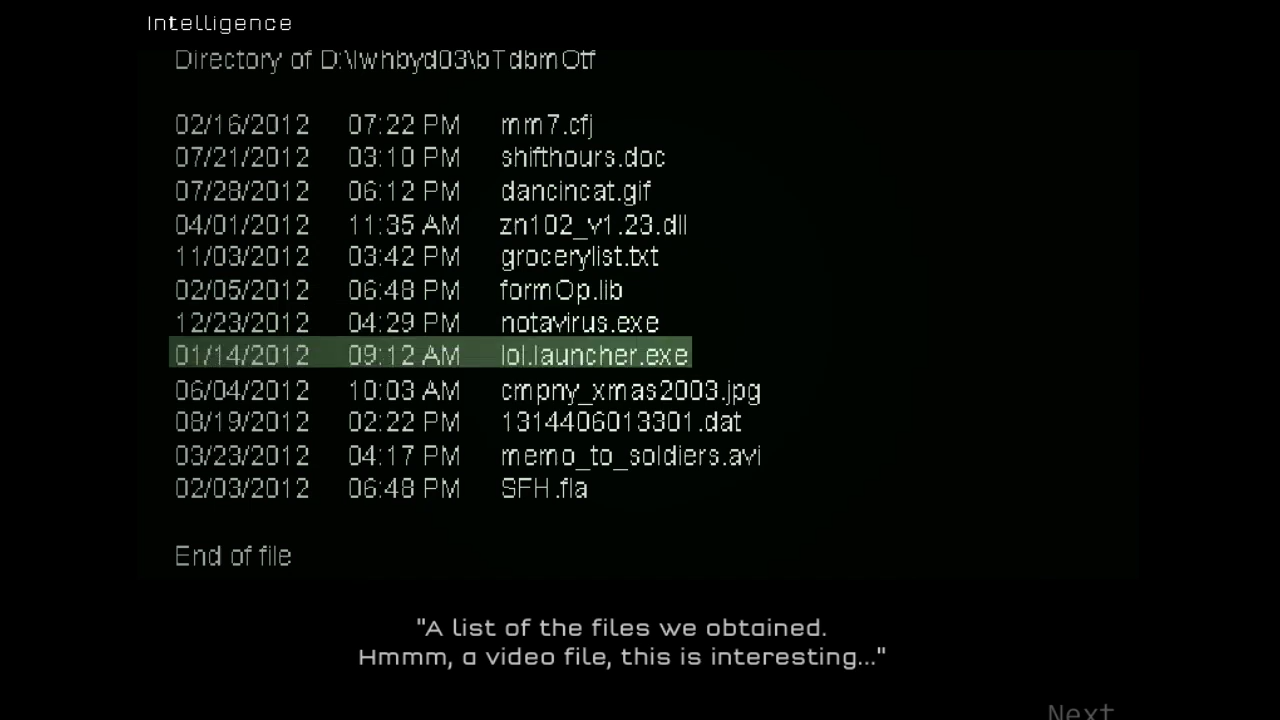 Intelligence
Directory of D:\lwhbyd03\bTdbmOtf
02/16/2012 07:22 PM mm7.cfj
07/21/2012 03:10 PM shifthours.doc
07/28/2012 06:12 PM dancincat.gif
04/01/2012 11:35 AM zn102_v1.23.dll
11/03/2012 03:42 PM grocerylist.txt
02/05/2012 06:48 PM formOp.lib
12/23/2012 04:29 PM notavirus.exe
01/14/2012 09:12 AM lol.launcher.exe
06/04/2012 10:03 AM cmpny_xmas2003.jpg
08/19/2012 02:22 PM 1314406013301.dat
03/23/2012 04:17 PM memo_to_soldiers.avi
02/03/2012 06:48 PM SFH.fla
End of file
"A list of the files we obtained.
Hmmm, a video file, this is interesting..."
Next